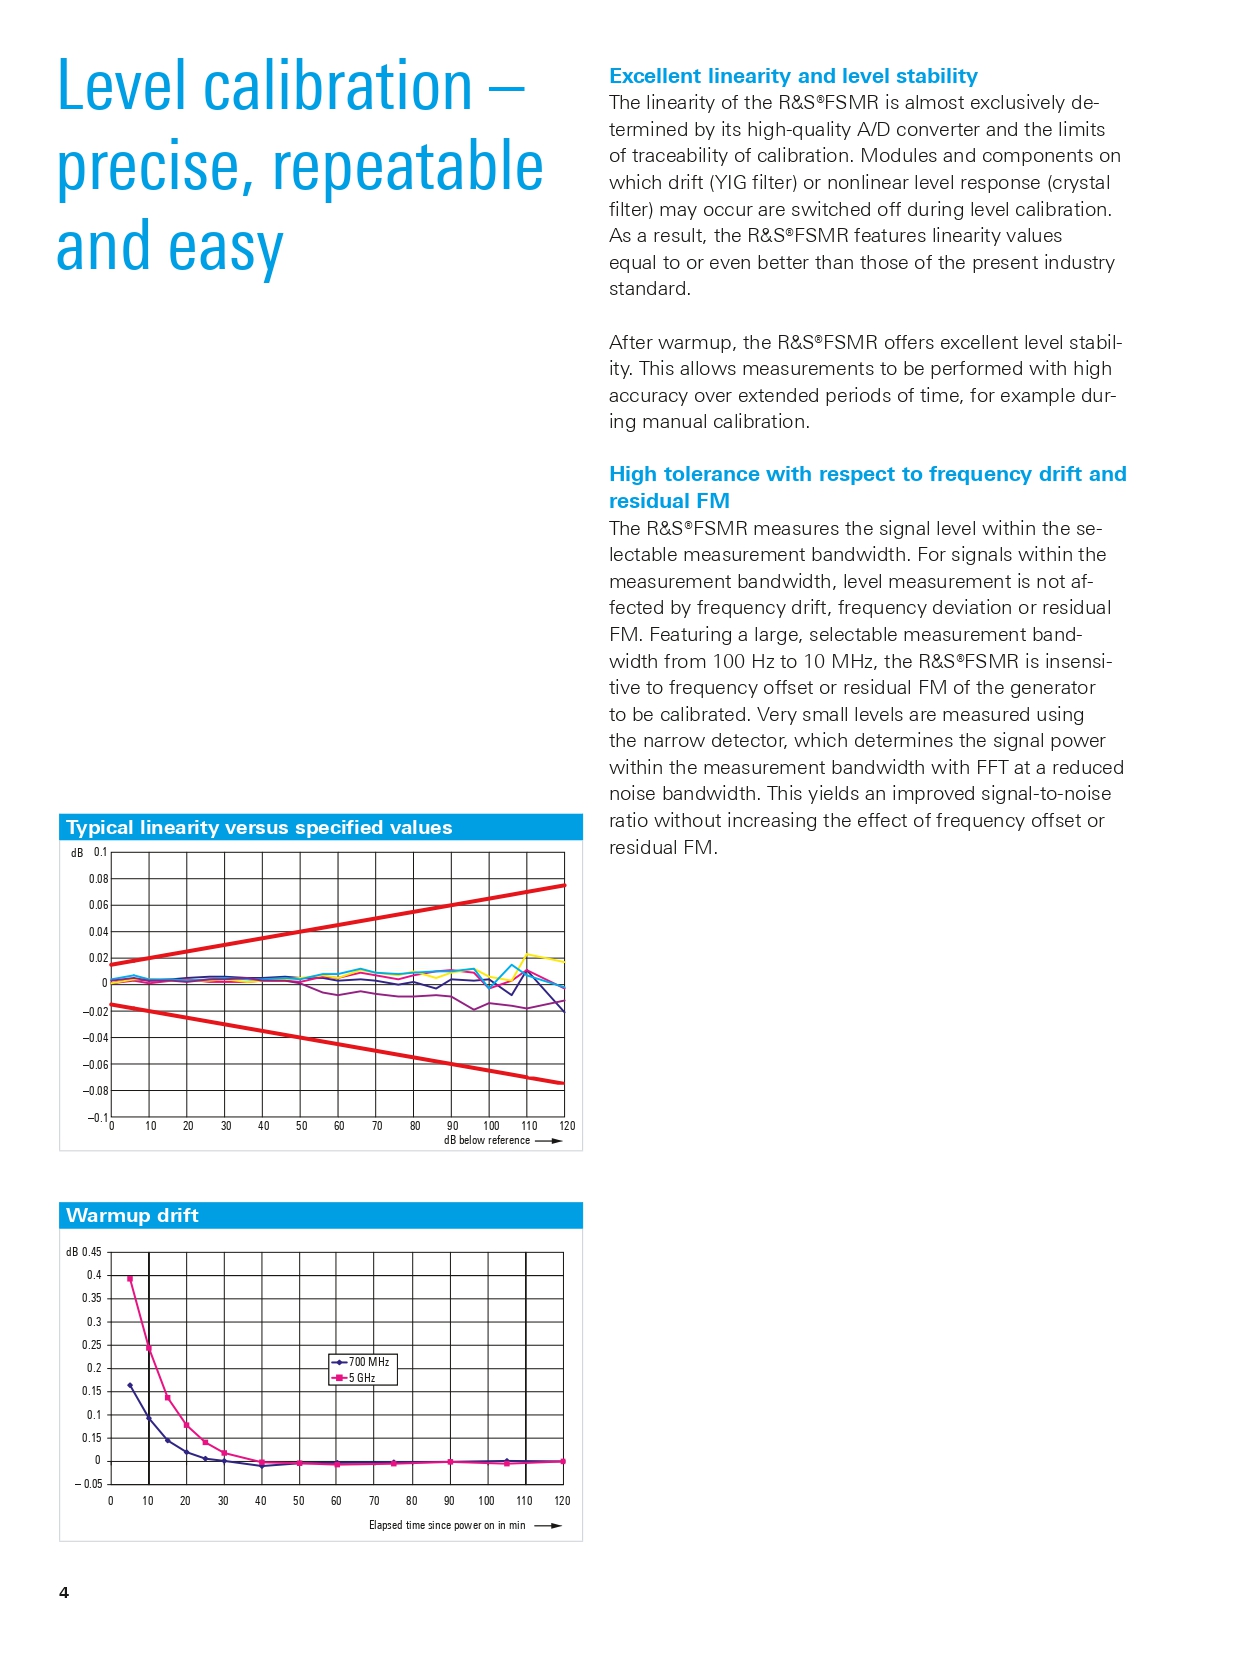 Level calibration –
precise, repeatable
and easy
Excellent linearity and level stability
The linearity of the R&S®FSMR is almost exclusively de-
termined by its high-quality A/D converter and the limits
of traceability of calibration. Modules and components on
which drift (YIG filter) or nonlinear level response (crystal
filter) may occur are switched off during level calibration.
As a result, the R&S®FSMR features linearity values
equal to or even better than those of the present industry
standard.
After warmup, the R&S®FSMR offers excellent level stabil-
ity. This allows measurements to be performed with high
accuracy over extended periods of time, for example dur-
ing manual calibration.
High tolerance with respect to frequency drift and
residual FM
The R&S®FSMR measures the signal level within the se-
lectable measurement bandwidth. For signals within the
measurement bandwidth, level measurement is not af-
fected by frequency drift, frequency deviation or residual
FM. Featuring a large, selectable measurement band-
width from 100 Hz to 10 MHz, the R&S®FSMR is insensi-
tive to frequency offset or residual FM of the generator
to be calibrated. Very small levels are measured using
the narrow detector, which determines the signal power
within the measurement bandwidth with FFT at a reduced
noise bandwidth. This yields an improved signal-to-noise
ratio without increasing the effect of frequency offset or
residual FM.
Typical linearity versus specified values
dB 0.1
0.08
0.06
0.04
0.02
0
–0.02
–0.04
–0.06
–0.08
–0.1
0 10 20 30 40 50 60 70 80 90 100 110 120
dB below reference
Warmup drift
dB 0.45
0.4
0.35
0.3
0.25
0.2
0.15
0.1
0.15
0
– 0.05
700 MHz
5 GHz
0 10 20 30 40 50 60 70 80 90 100 110 120
Elapsed time since power on in min
4